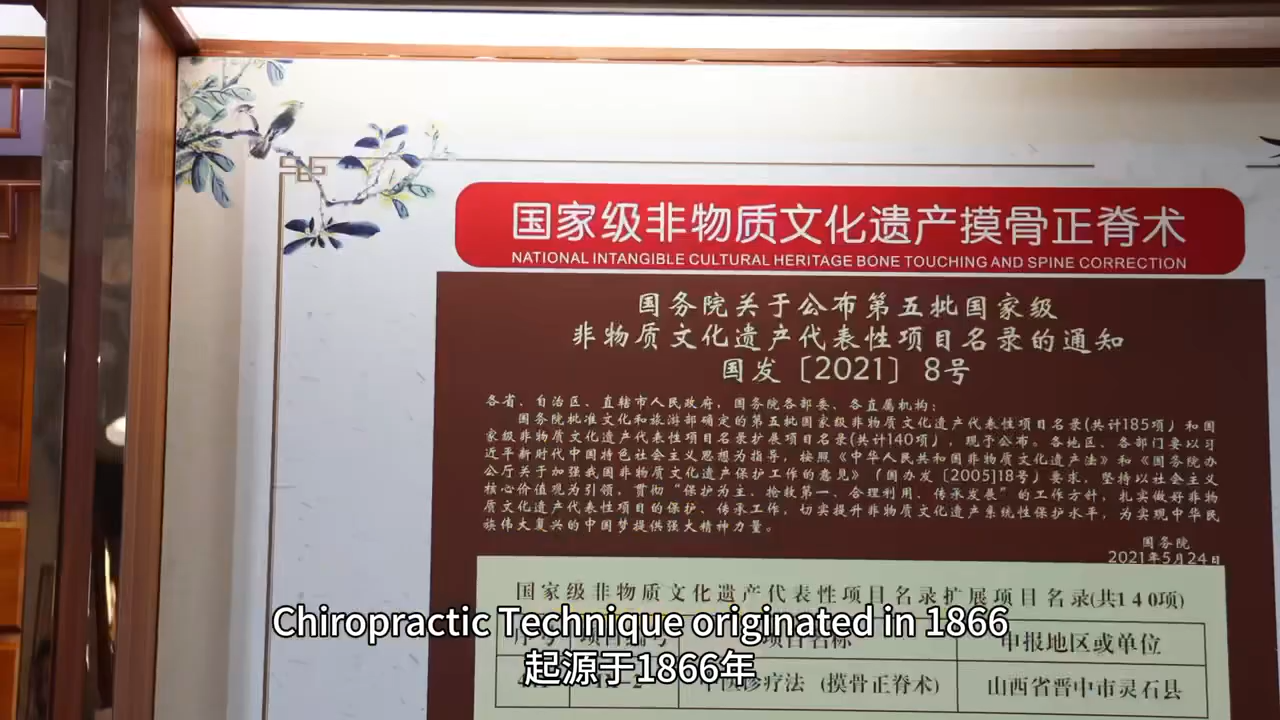 国家级非物质文化遗产摸骨正脊术
NATIONAL INTANGIBLE CULTURAL HERITAGE BONE TOUCHING AND SPINE CORRECTION
国务院关于公布第五批国家级
非物质文化遗产代表性项目名录的通知
国发〔2021〕8号
各省、自治区、直辖市人民政府，国务院各部委、各直属机构：
国务院批准文化和旅游部确定的第五批国家级非物质文化遗产代表性项目名录(共计185项）和国
家级非物质文化遗产代表性项目名录扩展项目名录(共计140项），现予公布。各地区、各部门要以习
近平新时代中国特色社会主义思想为指导，按照《中华人民共和国非物质文化遗产法》和《国务院办
公厅关于加强我国非物质文化遗产保护工作的意见》（国办发〔2005〕18号）要求，坚持以社会主义
核心价值观为引领，贯彻“保护为主、抢救第一、合理利用、传承发展”的工作方针，扎实做好非物
质文化遗产代表性项目的保护、传承工作，切实提升非物质文化遗产系统性保护水平，为实现中华民
族伟大复兴的中国梦提供强大精神力量。
国务院
2021年5月24日
国家级非物质文化遗产代表性项目名录扩展项目名录(共140项)
项目名称 申报地区或单位
中医诊疗法（摸骨正脊术） 山西省晋中市灵石县
Chiropractic Technique originated in 1866
起源于1866年